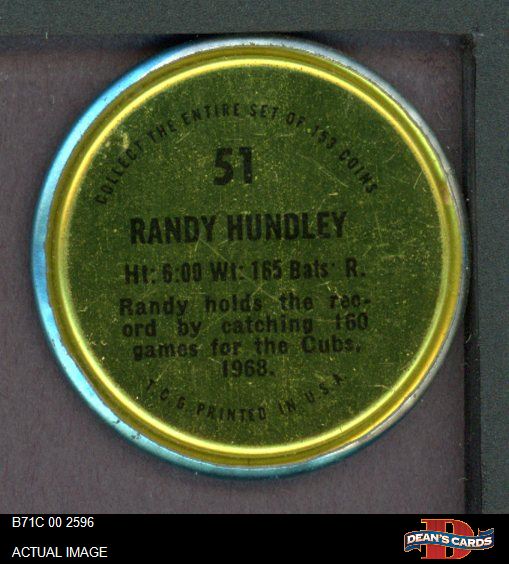 COLLECT THE ENTIRE SET OF 153 COINS
51
RANDY HUNDLEY
Ht: 6:00 Wt: 165 Bats: R.
Randy holds the rec-
ord by catching 160
games for the Cubs,
1968.
T.C.G. PRINTED IN U.S.A.
B71C 00 2596
ACTUAL IMAGE
D
DEAN'S CARDS